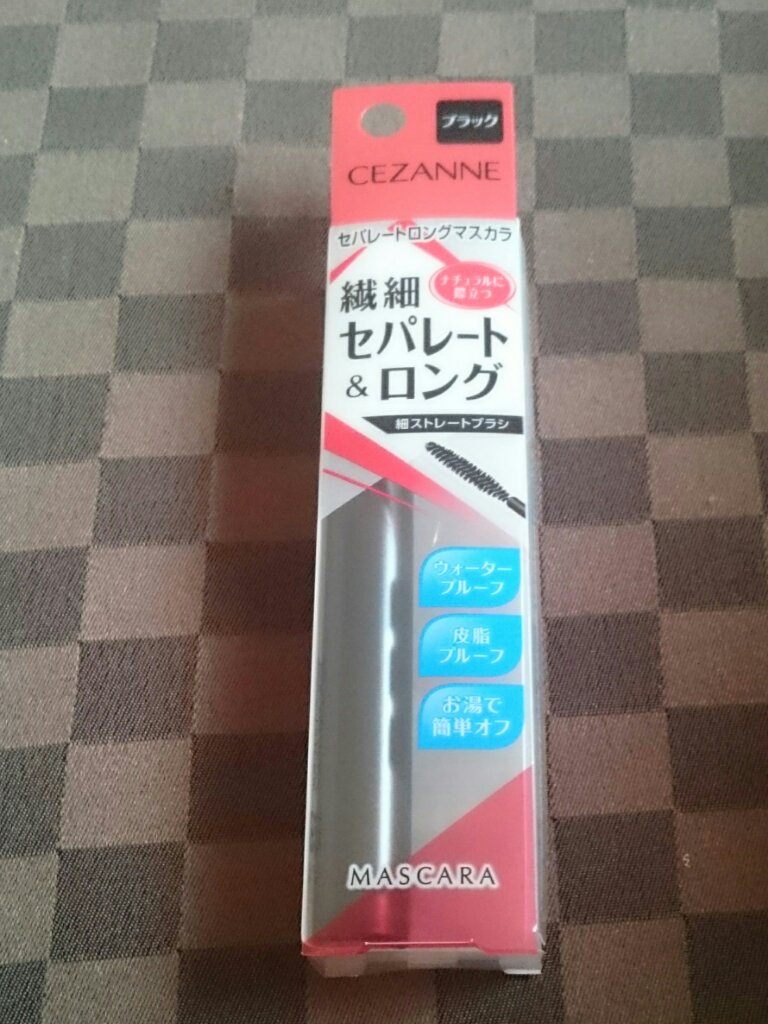 ブラック
CEZANNE
セパレートロングマスカラ
ナチュラルに
際立つ
繊細
セパレート
&ロング
細ストレートブラシ
ウォーター
プルーフ
皮脂
プルーフ
お湯で
簡単オフ
MASCARA